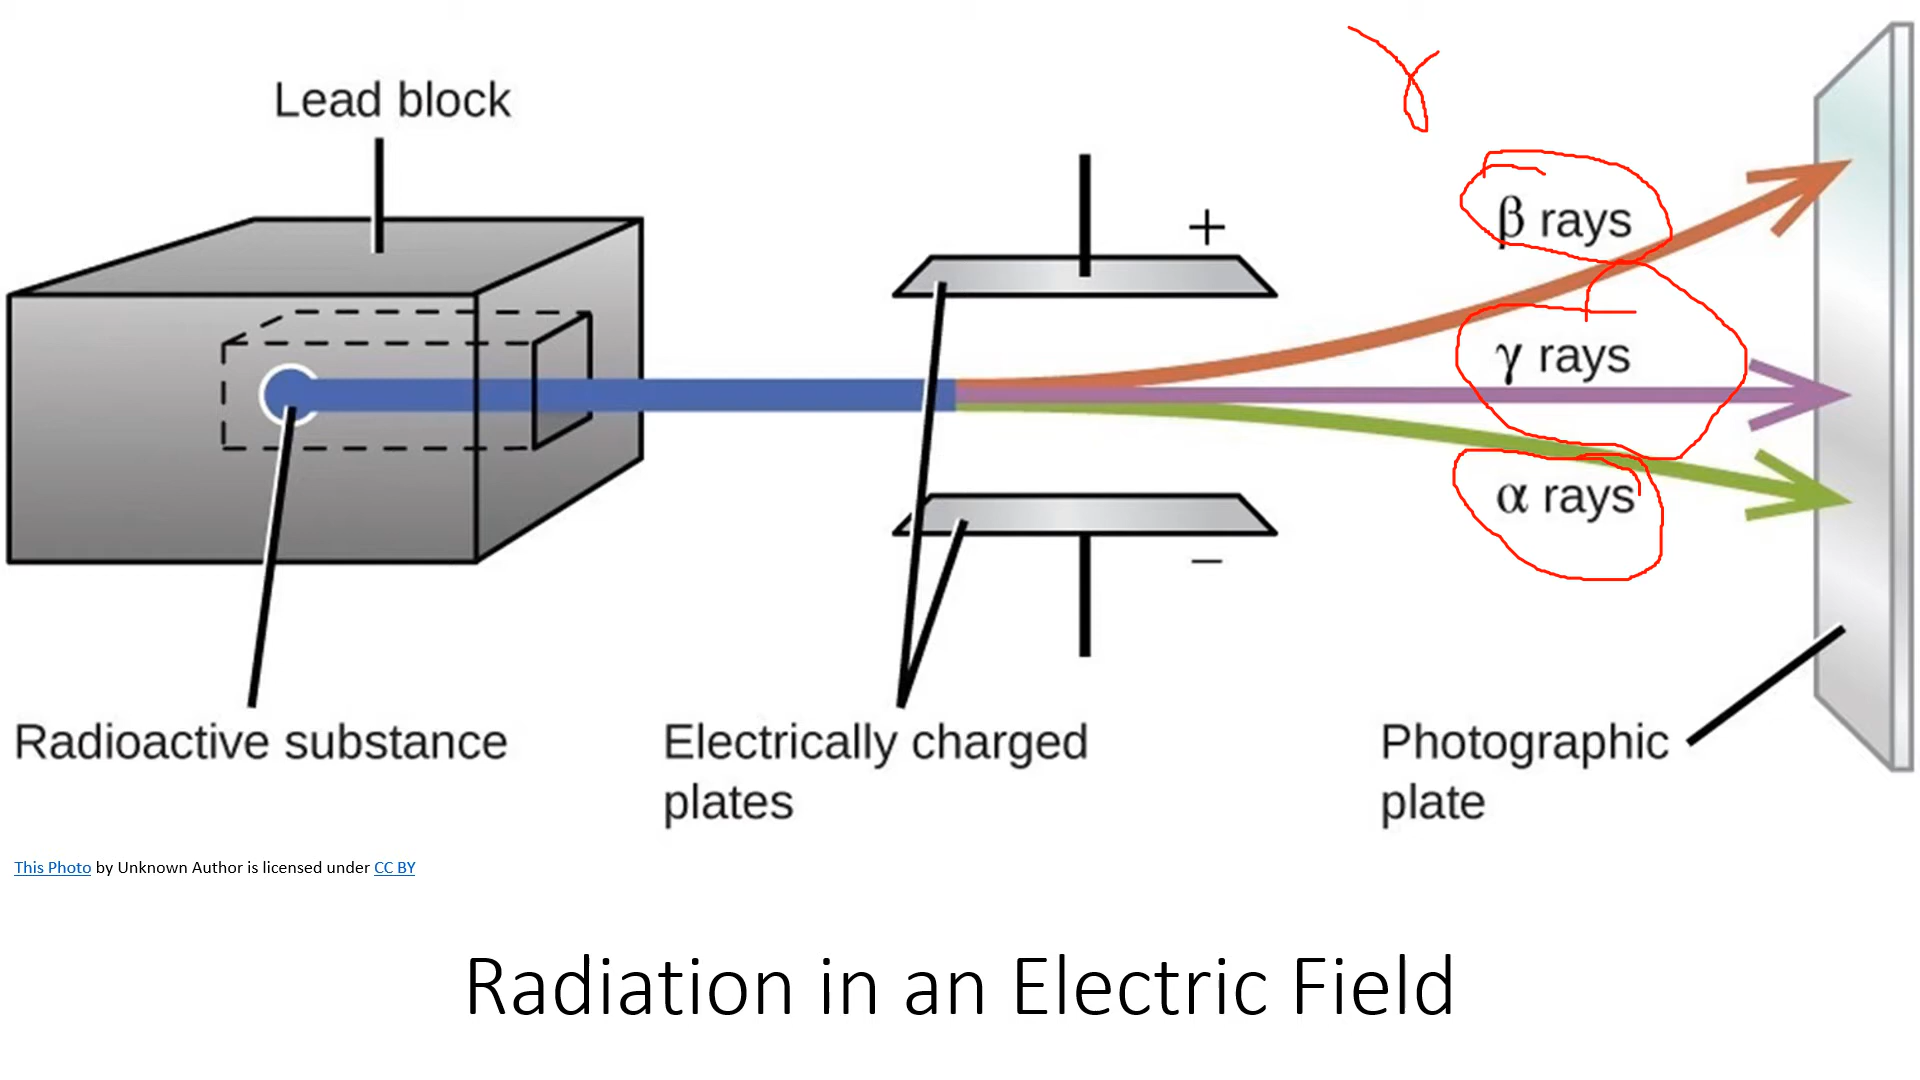 Lead block
+
β rays
γ
γ rays
α rays
–
Radioactive substance
Electrically charged
plates
Photographic
plate
This Photo by Unknown Author is licensed under CC BY
Radiation in an Electric Field